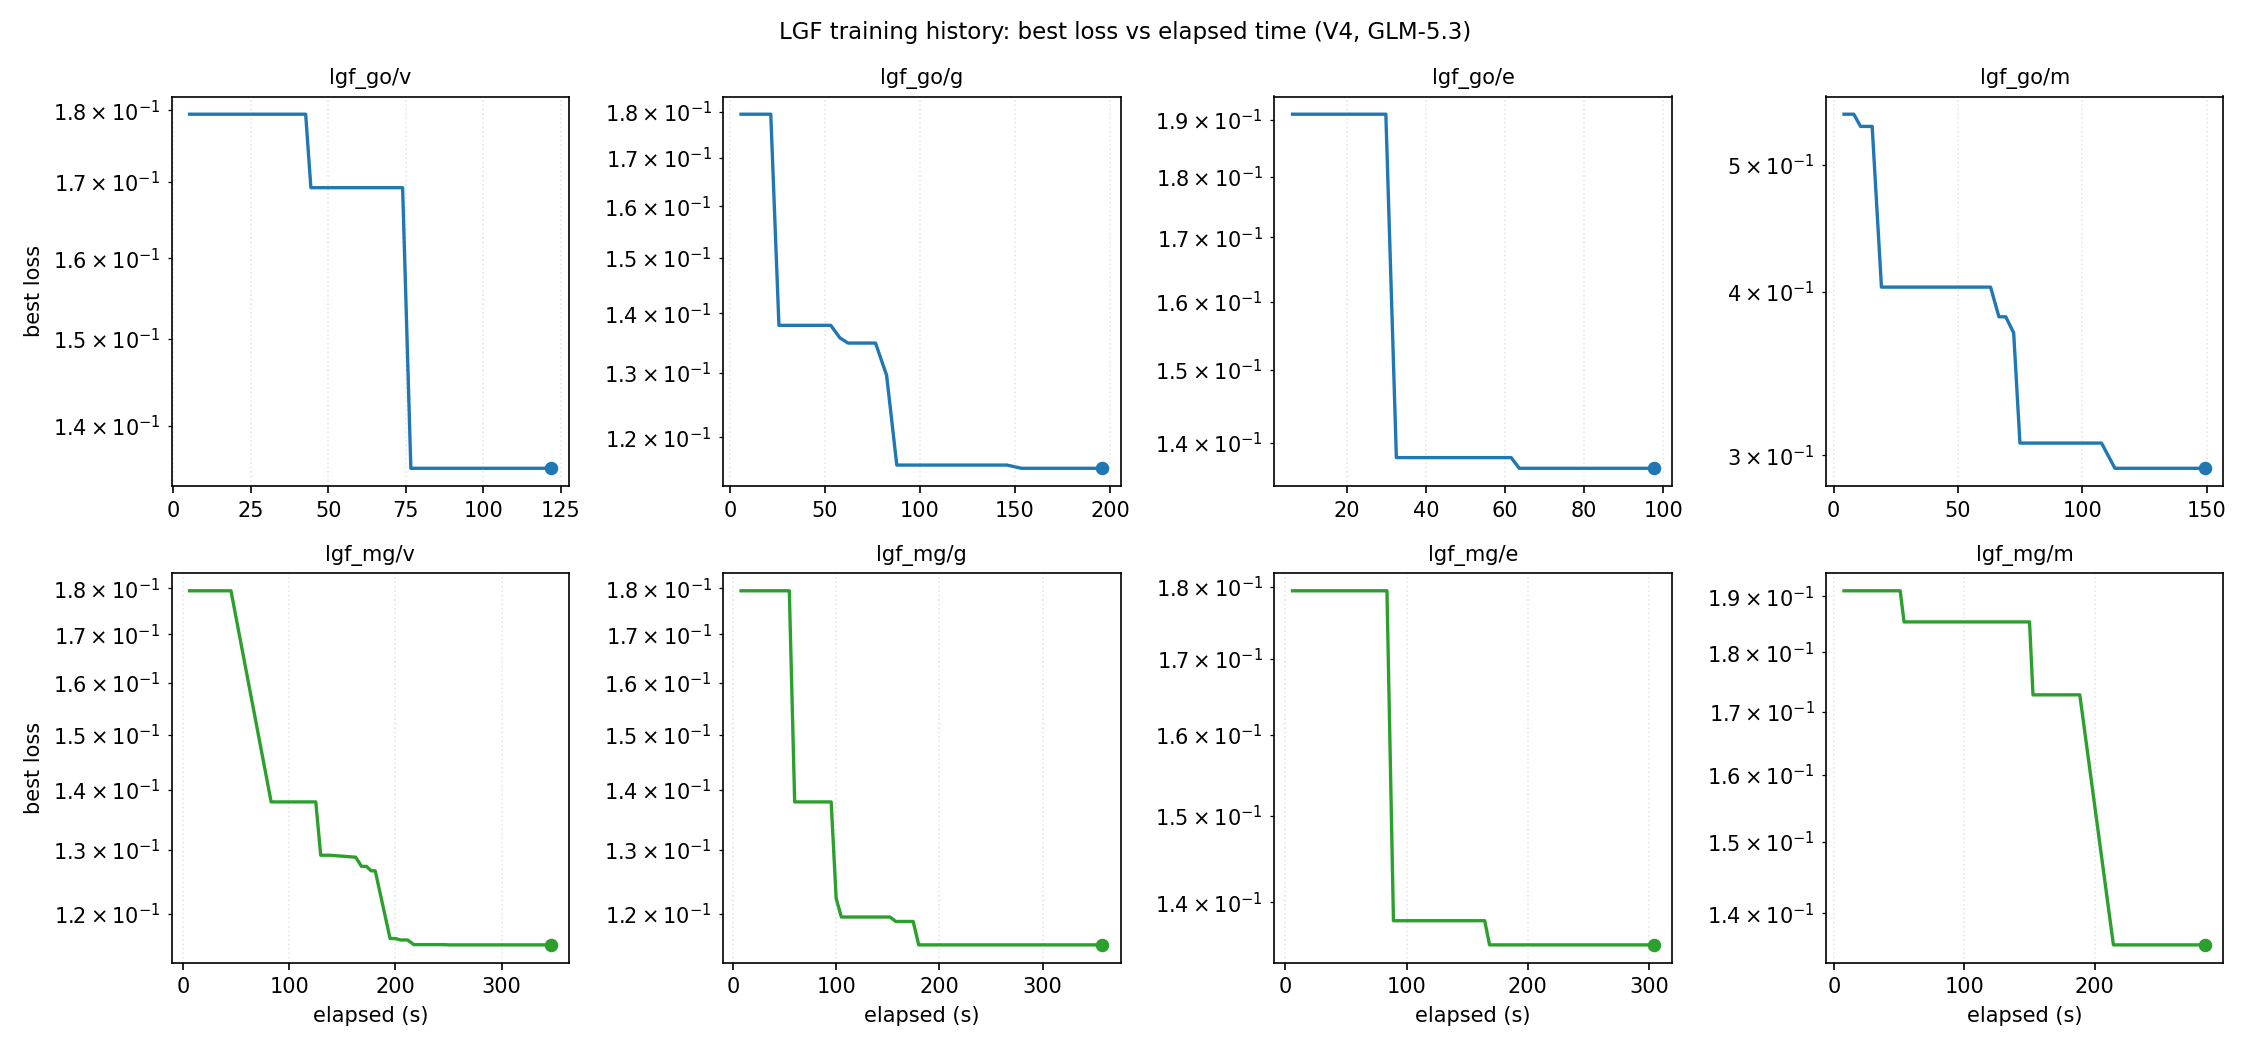 LGF training history: best loss vs elapsed time (V4, GLM-5.3)
lgf_go/v
1.8 × 10⁻¹
1.7 × 10⁻¹
1.6 × 10⁻¹
1.5 × 10⁻¹
1.4 × 10⁻¹
best loss
0 25 50 75 100 125
lgf_go/g
1.8 × 10⁻¹
1.7 × 10⁻¹
1.6 × 10⁻¹
1.5 × 10⁻¹
1.4 × 10⁻¹
1.3 × 10⁻¹
1.2 × 10⁻¹
0 50 100 150 200
lgf_go/e
1.9 × 10⁻¹
1.8 × 10⁻¹
1.7 × 10⁻¹
1.6 × 10⁻¹
1.5 × 10⁻¹
1.4 × 10⁻¹
20 40 60 80 100
lgf_go/m
5 × 10⁻¹
4 × 10⁻¹
3 × 10⁻¹
0 50 100 150
lgf_mg/v
1.8 × 10⁻¹
1.7 × 10⁻¹
1.6 × 10⁻¹
1.5 × 10⁻¹
1.4 × 10⁻¹
1.3 × 10⁻¹
1.2 × 10⁻¹
best loss
0 100 200 300
elapsed (s)
lgf_mg/g
1.8 × 10⁻¹
1.7 × 10⁻¹
1.6 × 10⁻¹
1.5 × 10⁻¹
1.4 × 10⁻¹
1.3 × 10⁻¹
1.2 × 10⁻¹
0 100 200 300
elapsed (s)
lgf_mg/e
1.8 × 10⁻¹
1.7 × 10⁻¹
1.6 × 10⁻¹
1.5 × 10⁻¹
1.4 × 10⁻¹
0 100 200 300
elapsed (s)
lgf_mg/m
1.9 × 10⁻¹
1.8 × 10⁻¹
1.7 × 10⁻¹
1.6 × 10⁻¹
1.5 × 10⁻¹
1.4 × 10⁻¹
0 100 200
elapsed (s)